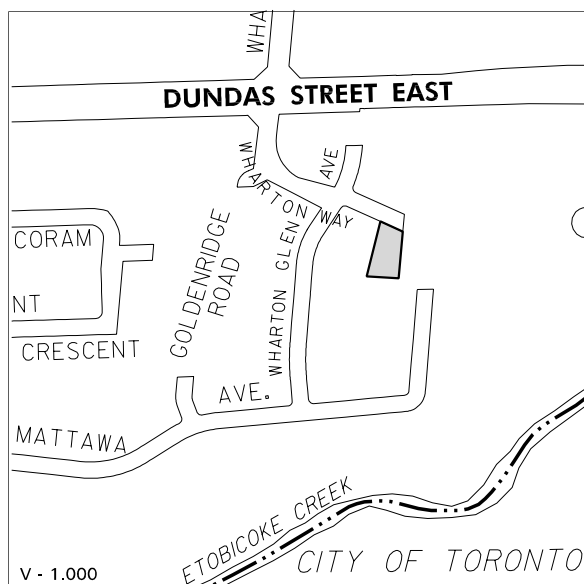 WHA
DUNDAS STREET EAST
AVE
WHARTON WAY
CORAM
GOLDENRIDGE
ROAD
WHARTON GLEN
NT
CRESCENT
AVE.
MATTAWA
ETOBICOKE CREEK
CITY OF TORONTO
V - 1.000